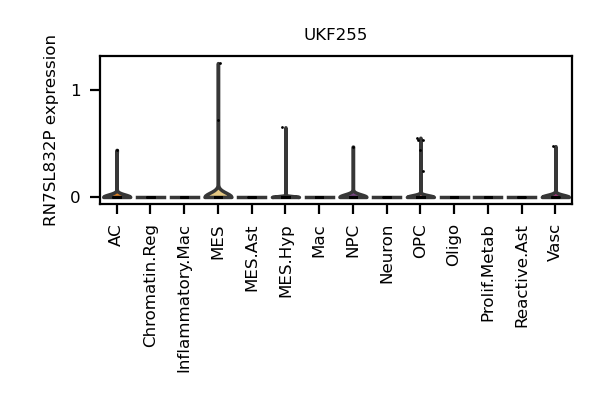 UKF255
RN7SL832P expression
1
0
AC
Chromatin.Reg
Inflammatory.Mac
MES
MES.Ast
MES.Hyp
Mac
NPC
Neuron
OPC
Oligo
Prolif.Metab
Reactive.Ast
Vasc